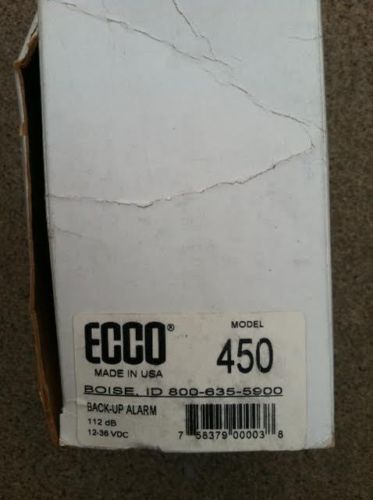 ECCO®
MADE IN USA
MODEL
450
BOISE, ID 800-635-5900
BACK-UP ALARM
112 dB
12-36 VDC
7 58379 00003 8